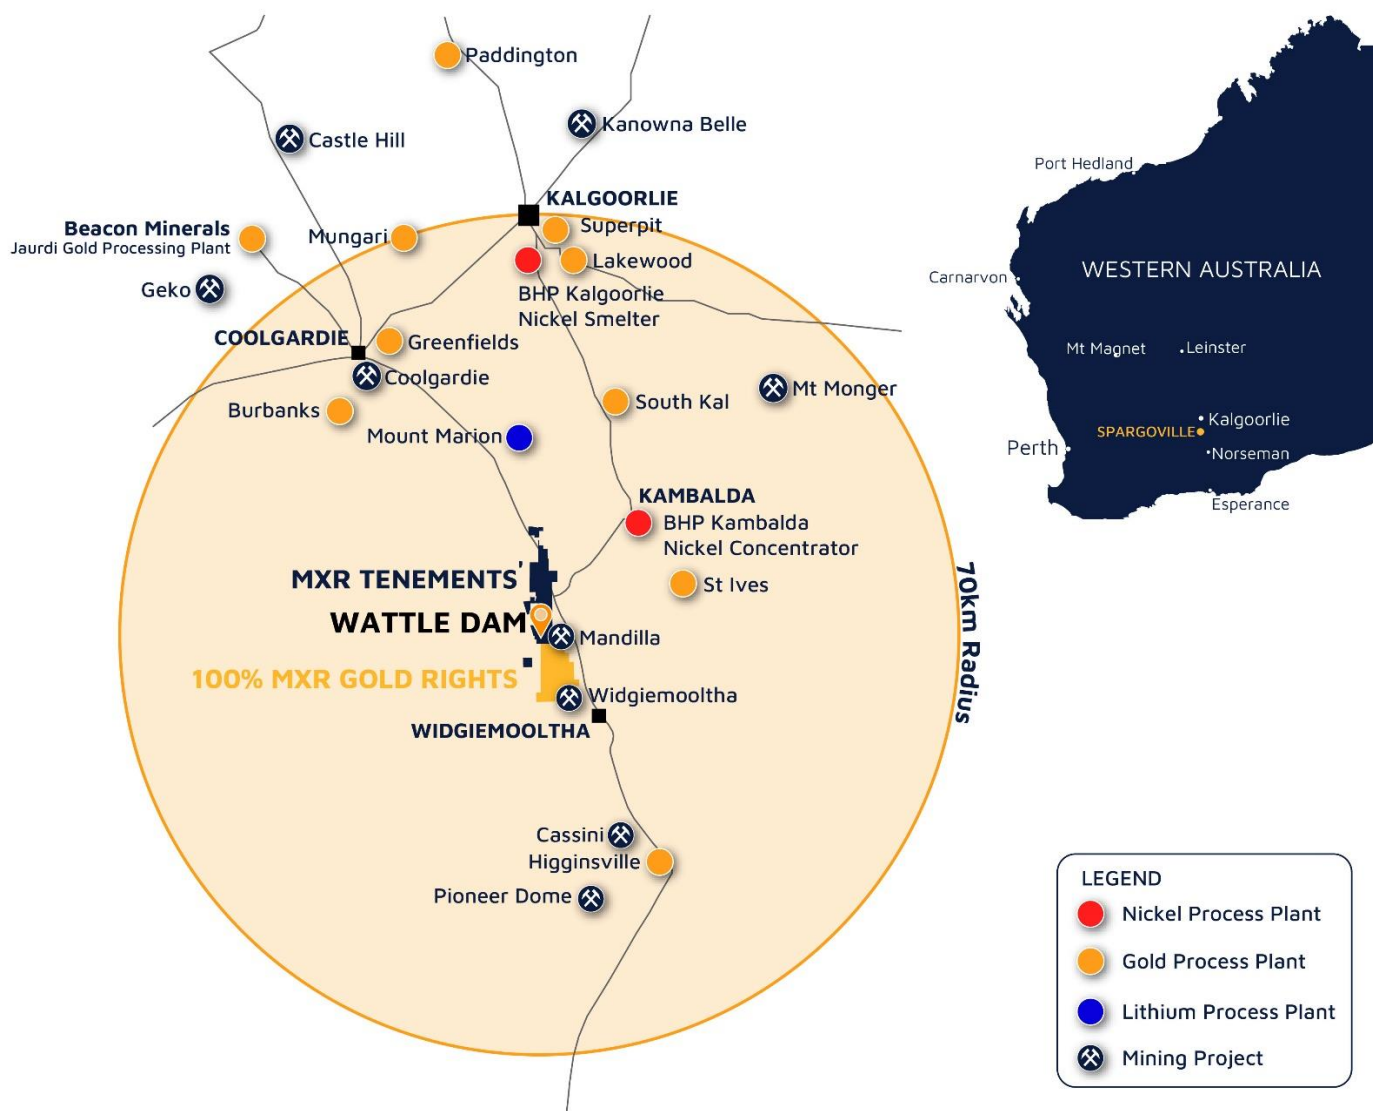 Paddington
Kanowna Belle
Castle Hill
KALGOORLIE
Superpit
Beacon Minerals
Jaurdi Gold Processing Plant
Mungari
Lakewood
Geko
BHP Kalgoorlie
Nickel Smelter
COOLGARDIE
Greenfields
Coolgardie
Mt Monger
Burbanks
South Kal
Mount Marion
KAMBALDA
BHP Kambalda
Nickel Concentrator
MXR TENEMENTS'
St Ives
WATTLE DAM
Mandilla
100% MXR GOLD RIGHTS
Widgiemooltha
WIDGIEMOOLTHA
70km Radius
Cassini
Higginsville
Pioneer Dome
Port Hedland
WESTERN AUSTRALIA
Carnarvon
Mt Magnet
Leinster
Kalgoorlie
SPARGOVILLE
Perth
Norseman
Esperance
LEGEND
Nickel Process Plant
Gold Process Plant
Lithium Process Plant
Mining Project